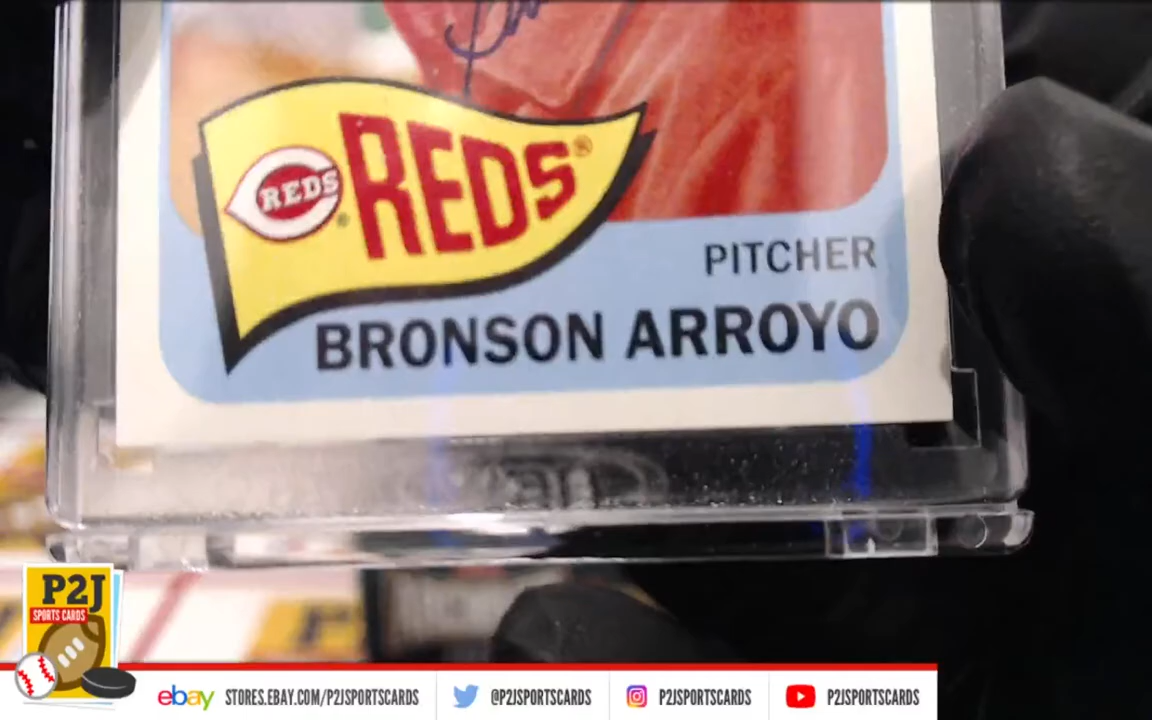 REDS
REDS®
PITCHER
BRONSON ARROYO
P2J
SPORTS CARDS
ebay STORES.EBAY.COM/P2JSPORTSCARDS
@P2JSPORTSCARDS
P2JSPORTSCARDS
P2JSPORTSCARDS